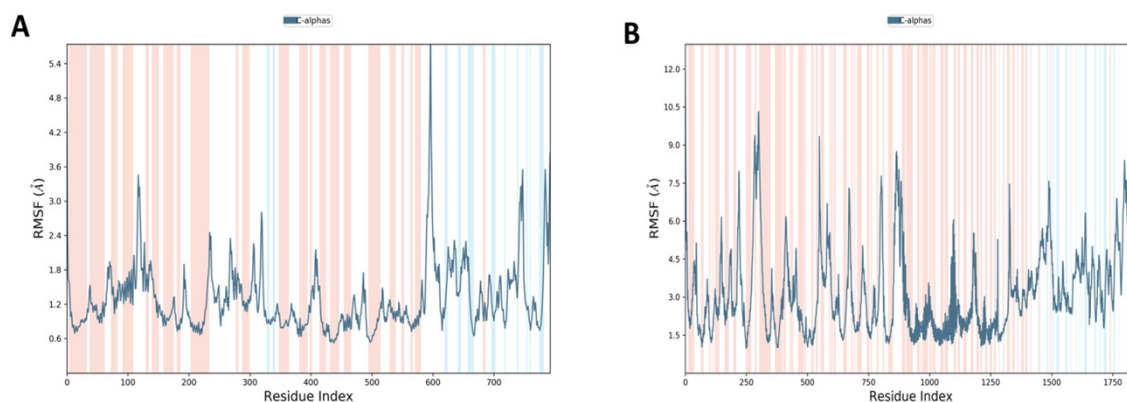 A
C-alphas
RMSF (Å)
5.4
4.8
4.2
3.6
3.0
2.4
1.8
1.2
0.6
0 100 200 300 400 500 600 700
Residue Index
B
C-alphas
RMSF (Å)
12.0
10.5
9.0
7.5
6.0
4.5
3.0
1.5
0 250 500 750 1000 1250 1500 1750
Residue Index